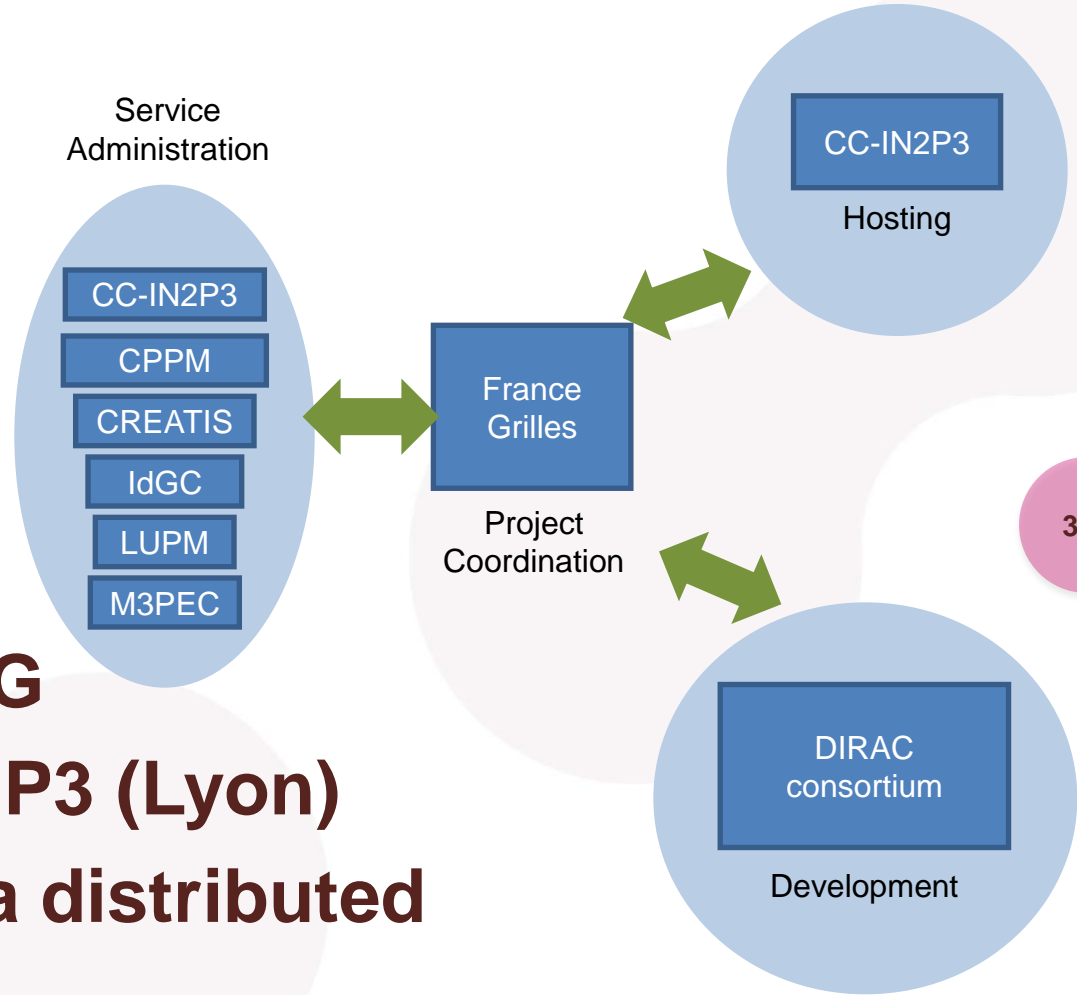 Service
Administration
CC-IN2P3
CPPM
CREATIS
IdGC
LUPM
M3PEC
France
Grilles
Project
Coordination
CC-IN2P3
Hosting
3
DIRAC
consortium
Development
G
P3 (Lyon)
a distributed